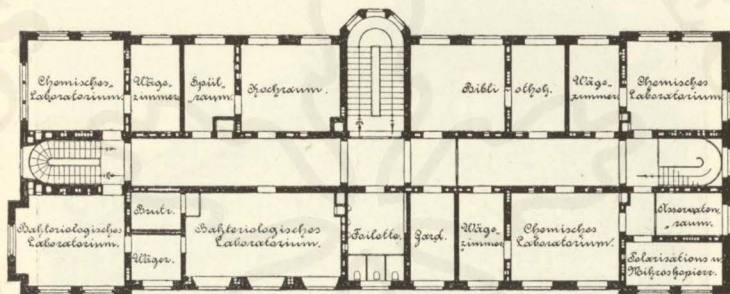 Chemisches
Laboratorium.
Wäge-
zimmer
Spül-
raum.
Kochraum.
Bibli othek.
Wäge-
zimmer
Chemisches
Laboratorium.
Bakteriologisches
Laboratorium.
Brutr.
Wäger.
Bakteriologisches
Laboratorium.
Toilette.
Gard.
Wäge-
zimmer
Chemisches
Laboratorium.
Asservaten
raum.
Polarisations u.
Mikroskopierr.